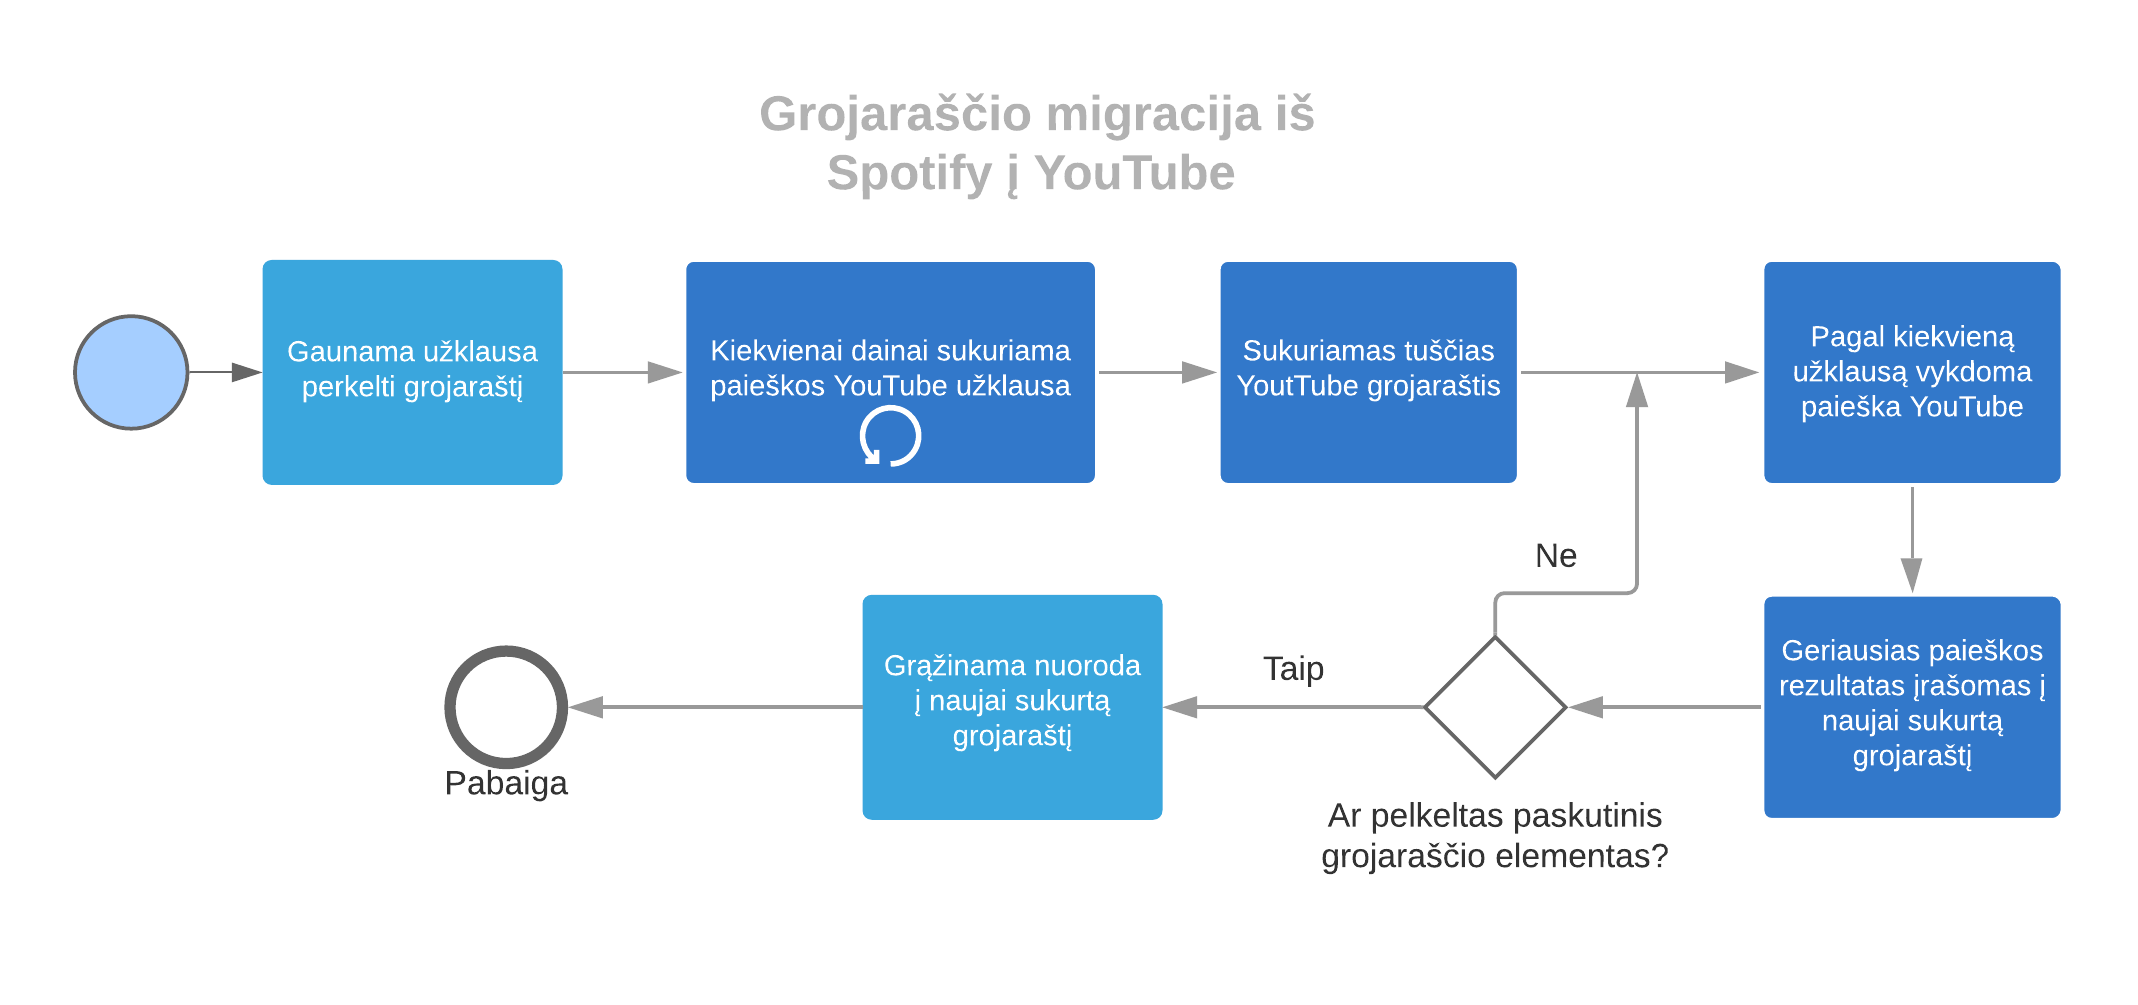 Grojaraščio migracija iš
Spotify į YouTube
Gaunama užklausa
perkelti grojaraštį
Kiekvienai dainai sukuriama
paieškos YouTube užklausa
Sukuriamas tuščias
YoutTube grojaraštis
Pagal kiekvieną
užklausą vykdoma
paieška YouTube
Ne
Geriausias paieškos
rezultatas įrašomas į
naujai sukurtą
grojaraštį
Taip
Ar pelkeltas paskutinis
grojaraščio elementas?
Grąžinama nuoroda
į naujai sukurtą
grojaraštį
Pabaiga